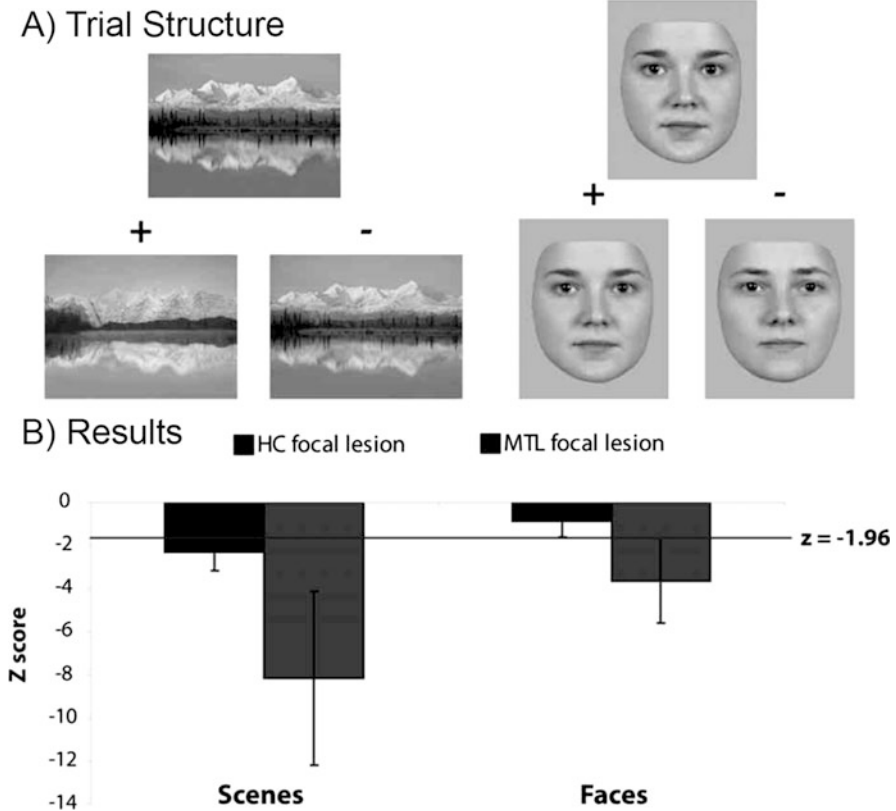 A) Trial Structure
+ -
+ -
B) Results
HC focal lesion MTL focal lesion
0
-2
-4
-6
-8
-10
-12
-14
Z score
z = -1.96
Scenes Faces